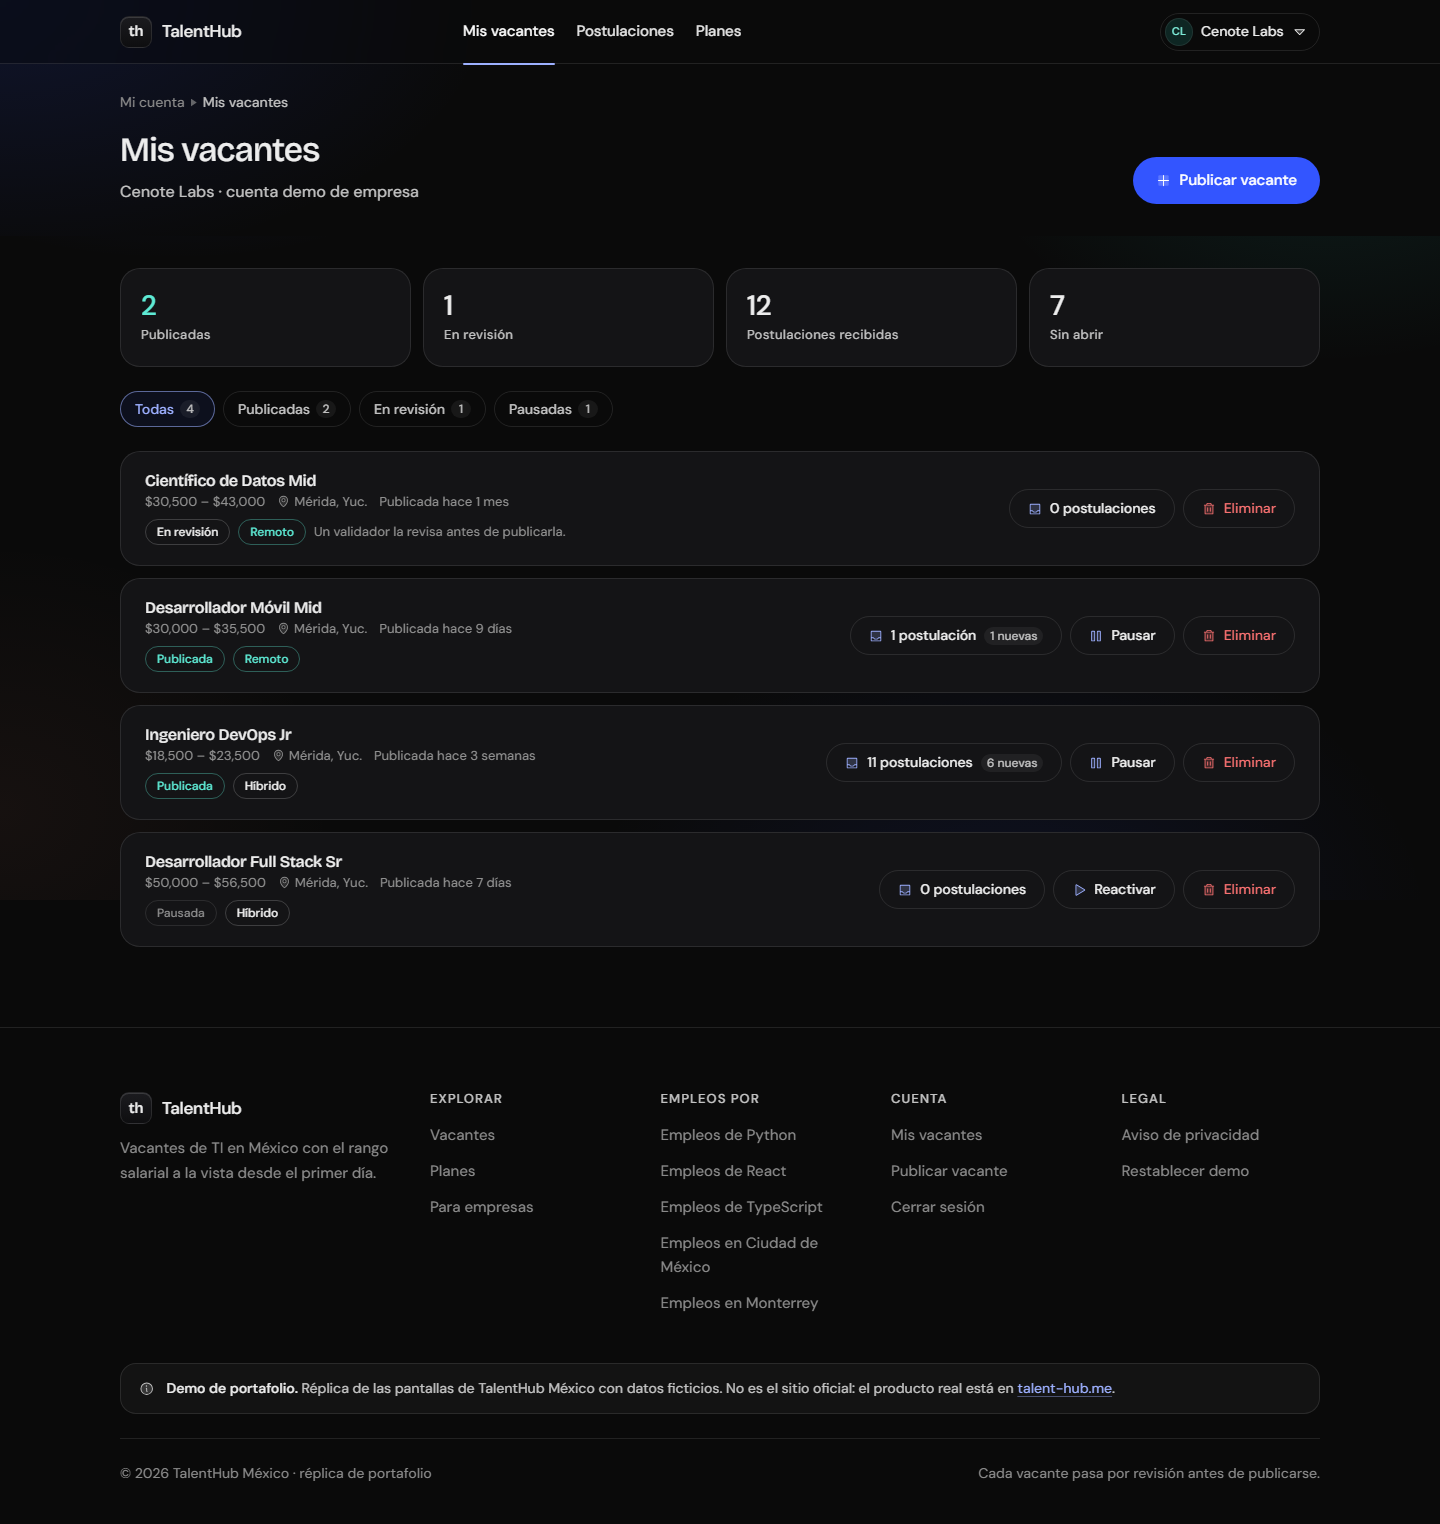 th TalentHub Mis vacantes Postulaciones Planes CL Cenote Labs
Mi cuenta Mis vacantes
Mis vacantes
Cenote Labs · cuenta demo de empresa
Publicar vacante
2 1 12 7
Publicadas En revisión Postulaciones recibidas Sin abrir
Todas 4 Publicadas 2 En revisión 1 Pausadas 1
Científico de Datos Mid
$30,500 – $43,000 Mérida, Yuc. Publicada hace 1 mes
0 postulaciones Eliminar
En revisión Remoto Un validador la revisa antes de publicarla.
Desarrollador Móvil Mid
$30,000 – $35,500 Mérida, Yuc. Publicada hace 9 días
1 postulación 1 nuevas Pausar Eliminar
Publicada Remoto
Ingeniero DevOps Jr
$18,500 – $23,500 Mérida, Yuc. Publicada hace 3 semanas
11 postulaciones 6 nuevas Pausar Eliminar
Publicada Híbrido
Desarrollador Full Stack Sr
$50,000 – $56,500 Mérida, Yuc. Publicada hace 7 días
0 postulaciones Reactivar Eliminar
Pausada Híbrido
th TalentHub
Vacantes de TI en México con el rango
salarial a la vista desde el primer día.
EXPLORAR
Vacantes
Planes
Para empresas
EMPLEOS POR
Empleos de Python
Empleos de React
Empleos de TypeScript
Empleos en Ciudad de
México
Empleos en Monterrey
CUENTA
Mis vacantes
Publicar vacante
Cerrar sesión
LEGAL
Aviso de privacidad
Restablecer demo
Demo de portafolio. Réplica de las pantallas de TalentHub México con datos ficticios. No es el sitio oficial: el producto real está en talent-hub.me.
© 2026 TalentHub México · réplica de portafolio
Cada vacante pasa por revisión antes de publicarse.